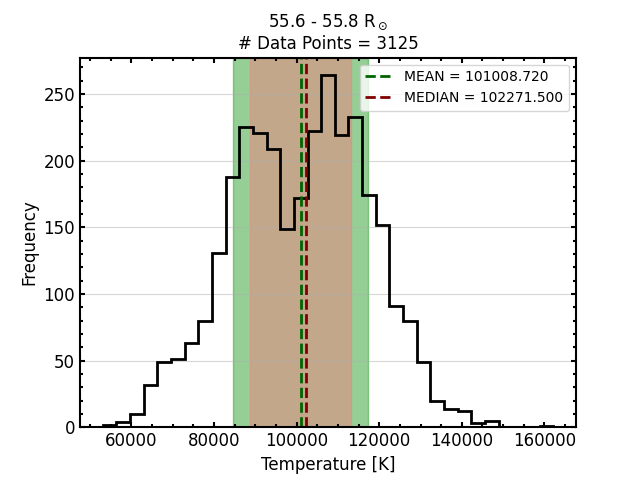 55.6 - 55.8 R⊙
# Data Points = 3125
MEAN = 101008.720
MEDIAN = 102271.500
250
200
150
100
50
0
Frequency
60000 80000 100000 120000 140000 160000
Temperature [K]